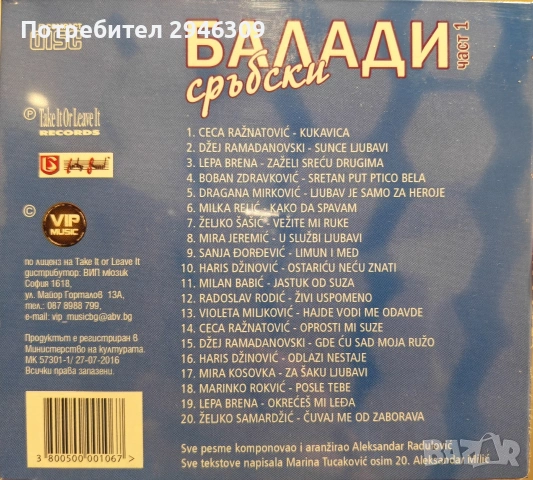 Потребител 2946309
COMPACT
disc
БАЛАДИ
сръбски
част 1
P Take It Or Leave It
RECORDS
1. CECA RAŽNATOVIĆ - KUKAVICA
2. DŽEJ RAMADANOVSKI - SUNCE LJUBAVI
3. LEPA BRENA - ZAŽELI SREĆU DRUGIMA
4. BOBAN ZDRAVKOVIĆ - SRETAN PUT PTICO BELA
5. DRAGANA MIRKOVIĆ - LJUBAV JE SAMO ZA HEROJE
6. MILKA RELIĆ - KAKO DA SPAVAM
7. ŽELJKO ŠAŠIĆ - VEŽITE MI RUKE
8. MIRA JEREMIĆ - U SLUŽBI LJUBAVI
9. SANJA ĐORĐEVIĆ - LIMUN I MED
10. HARIS DŽINOVIĆ - OSTARIĆU NEĆU ZNATI
11. MILAN BABIĆ - JASTUK OD SUZA
12. RADOSLAV RODIĆ - ŽIVI USPOMENO
13. VIOLETA MILJKOVIĆ - HAJDE VODI ME ODAVDE
14. CECA RAŽNATOVIĆ - OPROSTI MI SUZE
15. DŽEJ RAMADANOVSKI - GDE ĆU SAD MOJA RUŽO
16. HARIS DŽINOVIĆ - ODLAZI NESTAJE
17. MIRA KOSOVKA - ZA ŠAKU LJUBAVI
18. MARINKO ROKVIĆ - POSLE TEBE
19. LEPA BRENA - OKREĆEŠ MI LEĐA
20. ŽELJKO SAMARDŽIĆ - ČUVAJ ME OD ZABORAVA
©
VIP
MUSIC
по лиценз на Take It or Leave It
дистрибутор: ВИП мюзик
София 1618,
ул. Майор Горталов 13А,
тел.: 087 8988 799,
e-mail: vip_musicbg@abv.bg
Продуктът е регистриран в
Министерство на културата.
МК 57301-1/ 27-07-2016
Всички права запазени.
3 800500 001067 >
Sve pesme komponovao i aranžirao Aleksandar Radulović
Sve tekstove napisala Marina Tucaković osim 20. Aleksandar Milić